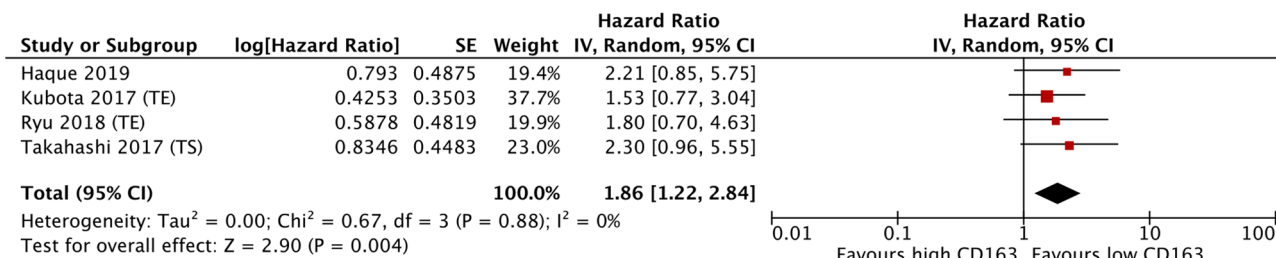 Hazard Ratio Hazard Ratio
Study or Subgroup log[Hazard Ratio] SE Weight IV, Random, 95% CI IV, Random, 95% CI
Haque 2019 0.793 0.4875 19.4% 2.21 [0.85, 5.75]
Kubota 2017 (TE) 0.4253 0.3503 37.7% 1.53 [0.77, 3.04]
Ryu 2018 (TE) 0.5878 0.4819 19.9% 1.80 [0.70, 4.63]
Takahashi 2017 (TS) 0.8346 0.4483 23.0% 2.30 [0.96, 5.55]
Total (95% CI) 100.0% 1.86 [1.22, 2.84]
Heterogeneity: Tau² = 0.00; Chi² = 0.67, df = 3 (P = 0.88); I² = 0%
Test for overall effect: Z = 2.90 (P = 0.004)
0.01 0.1 1 10 100
Favours high CD163 Favours low CD163